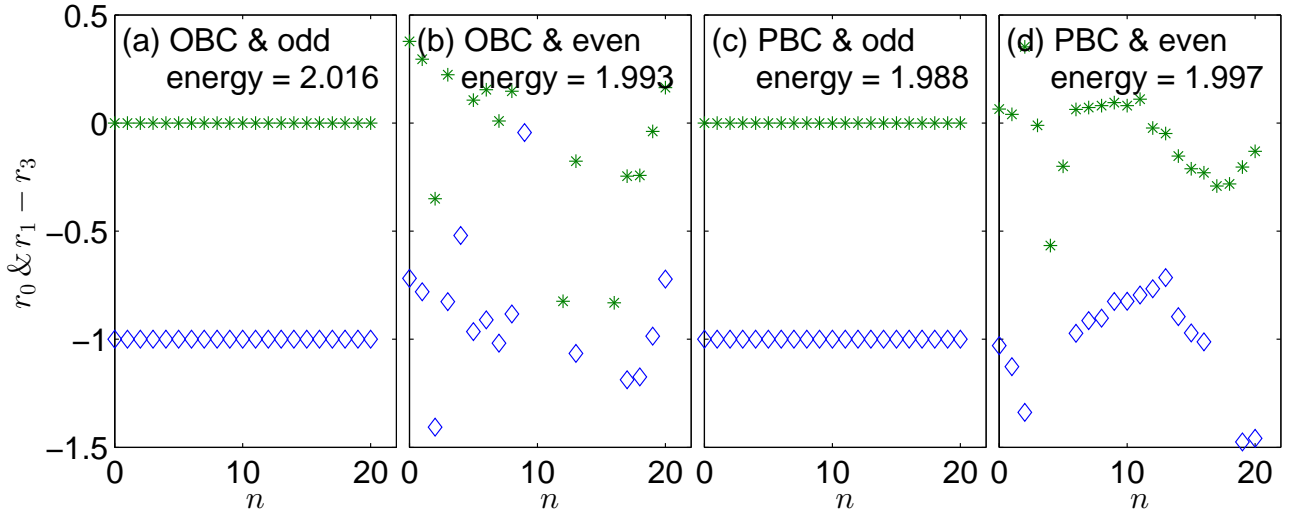 (a) OBC & odd
energy = 2.016
(b) OBC & even
energy = 1.993
(c) PBC & odd
energy = 1.988
(d) PBC & even
energy = 1.997
0.5
0
−0.5
−1
−1.5
r₀ & r₁ − r₃
0 10 20
0 10 20
0 10 20
0 10 20
n
n
n
n